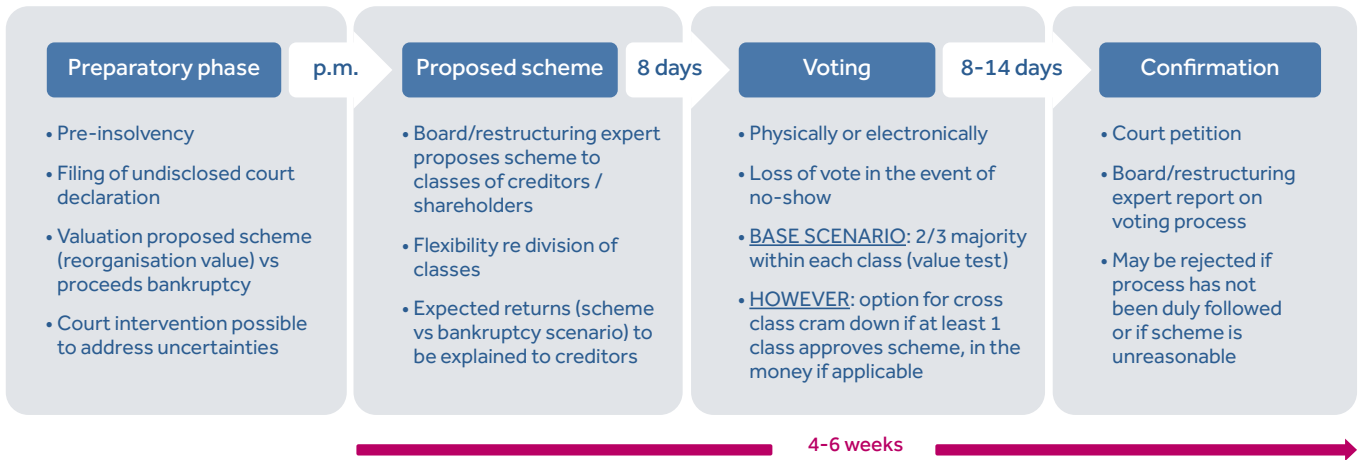 Preparatory phase
p.m.
Proposed scheme
8 days
Voting
8-14 days
Confirmation
• Pre-insolvency
• Filing of undisclosed court
declaration
• Valuation proposed scheme
(reorganisation value) vs
proceeds bankruptcy
• Court intervention possible
to address uncertainties
• Board/restructuring expert
proposes scheme to
classes of creditors /
shareholders
• Flexibility re division of
classes
• Expected returns (scheme
vs bankruptcy scenario) to
be explained to creditors
• Physically or electronically
• Loss of vote in the event of
no-show
• BASE SCENARIO: 2/3 majority
within each class (value test)
• HOWEVER: option for cross
class cram down if at least 1
class approves scheme, in the
money if applicable
• Court petition
• Board/restructuring
expert report on
voting process
• May be rejected if
process has not
been duly followed
or if scheme is
unreasonable
4-6 weeks